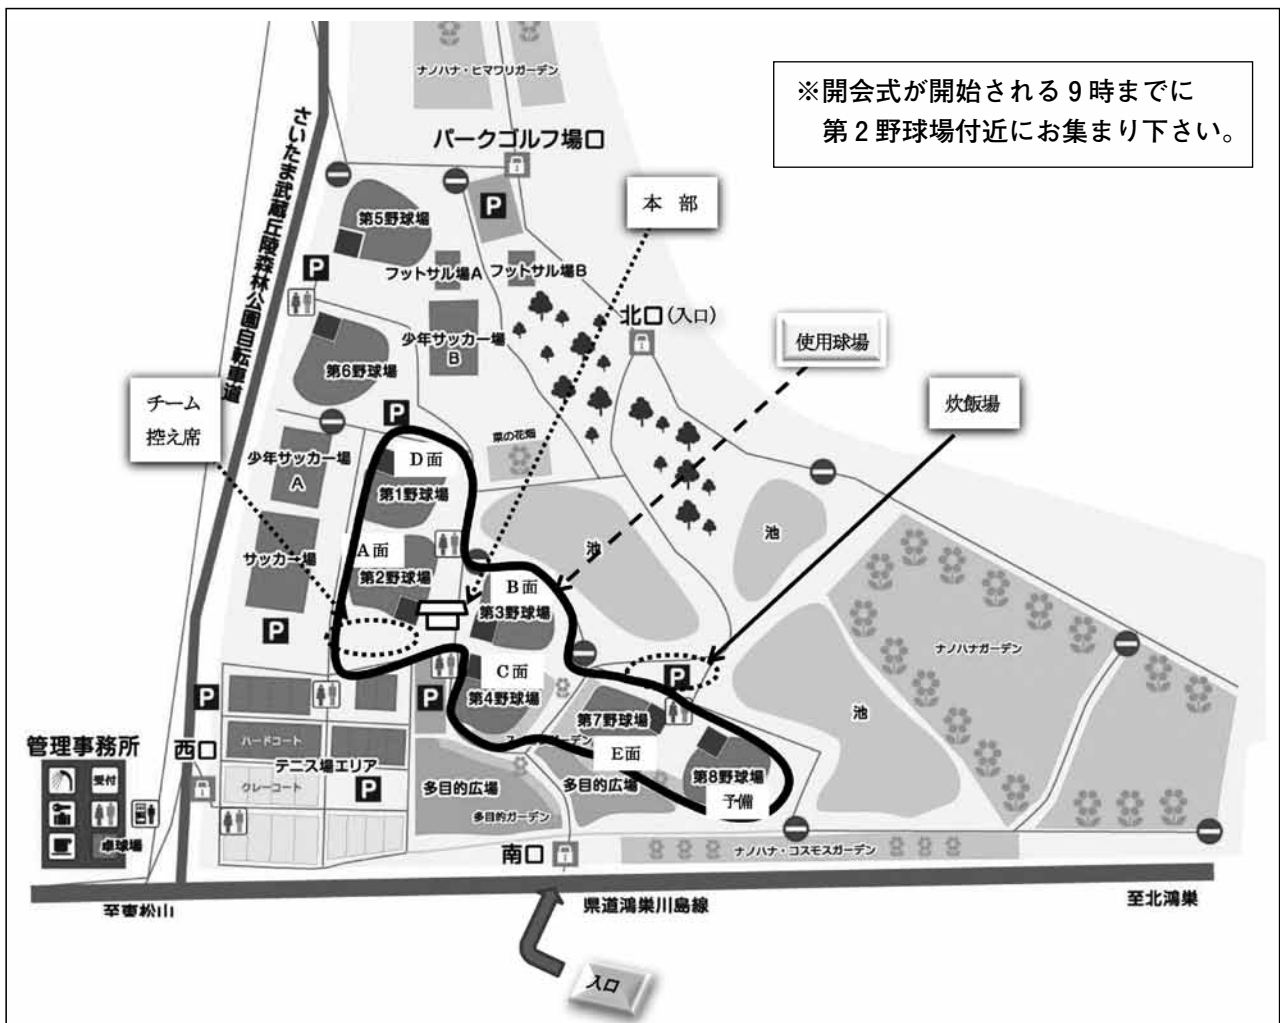 ナノハナ・ヒマワリガーデン
※開会式が開始される9時までに
第2野球場付近にお集まり下さい。
さいたま武蔵丘陵森林公園自転車道
パークゴルフ場口
本 部
P
第5野球場
P
フットサル場A
フットサル場B
北口(入口)
使用球場
少年サッカー場
B
第6野球場
チーム
控え席
炊飯場
P
菜の花畑
D面
少年サッカー場
A
第1野球場
池
池
A面
サッカー場
第2野球場
B面
第3野球場
P
ナノハナガーデン
C面
P
P
P
第4野球場
池
第7野球場
管理事務所
西口
ハードコート
E面
テニス場エリア
受付
クレーコート
P
多目的広場
多目的広場
第8野球場
予備
多目的ガーデン
卓球場
南口
ナノハナ・コスモスガーデン
至東松山
県道鴻巣川島線
至北鴻巣
入口